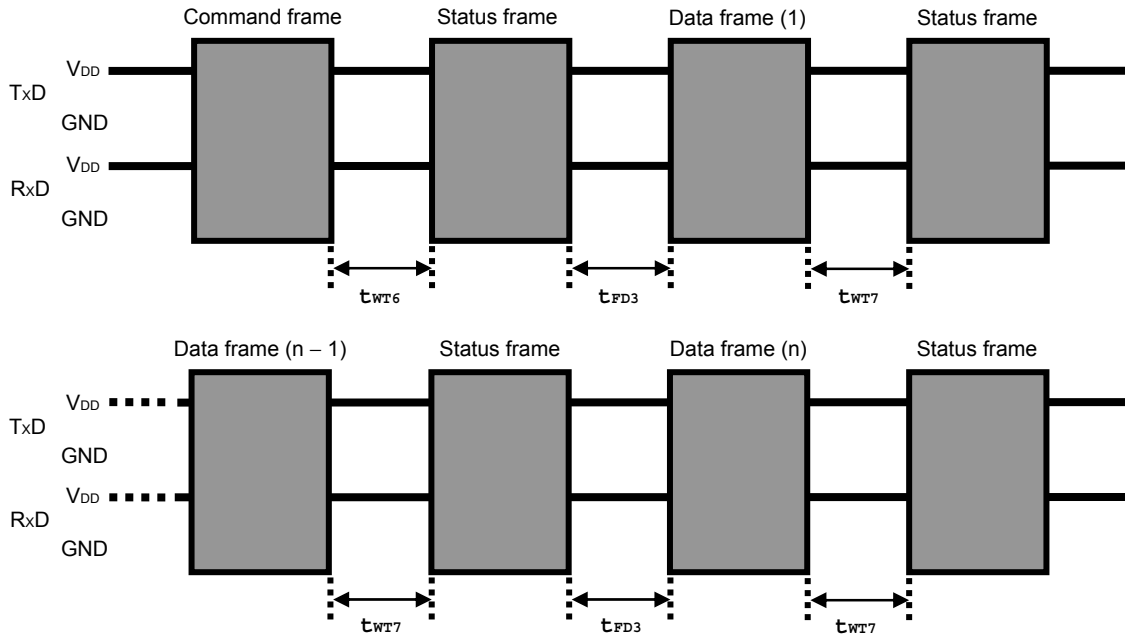 Command frame Status frame Data frame (1) Status frame
VDD
TxD
GND
VDD
RxD
GND
tWT6 tFD3 tWT7
Data frame (n – 1) Status frame Data frame (n) Status frame
VDD
TxD
GND
VDD
RxD
GND
tWT7 tFD3 tWT7